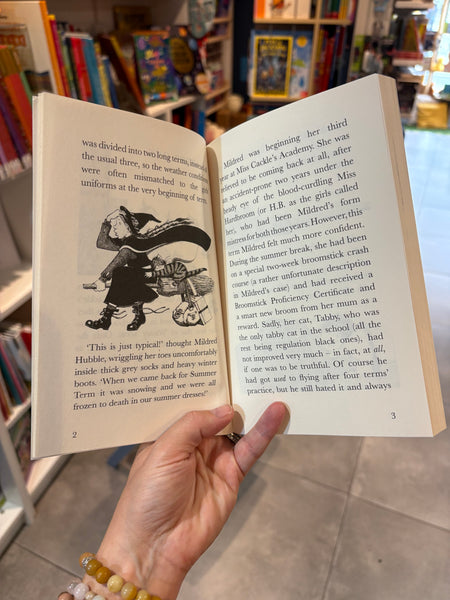 was divided into two long terms, instead of
the usual three, so the weather conditions
were often mismatched to the
uniforms at the very beginning of term.
'This is just typical!' thought Mildred
Hubble, wriggling her toes uncomfortably
inside thick grey socks and heavy winter
boots. 'When we came back for Summer
Term it was snowing and we were all
frozen to death in our summer dresses!'
2
Mildred was beginning her third
year at Miss Cackle's Academy. She was
relieved to be coming back at all, after
an accident-prone two years under the
beady eye of the blood-curdling Miss
Hardbroom (or H.B. as the girls called
her), who had been Mildred's form
mistress for both those years. However, this
term Mildred felt much more confident.
During the summer break, she had been
on a special two-week broomstick crash
course (a rather unfortunate description
in Mildred's case) and had received a
Broomstick Proficiency Certificate and
a smart new broom from her mum as a
reward. Sadly, her cat, Tabby, who was
the only tabby cat in the school (all the
rest being regulation black ones), had
not improved very much – in fact, at all,
if one was to be truthful. Of course he
had got used to flying after four terms'
practice, but he still hated it and always
3